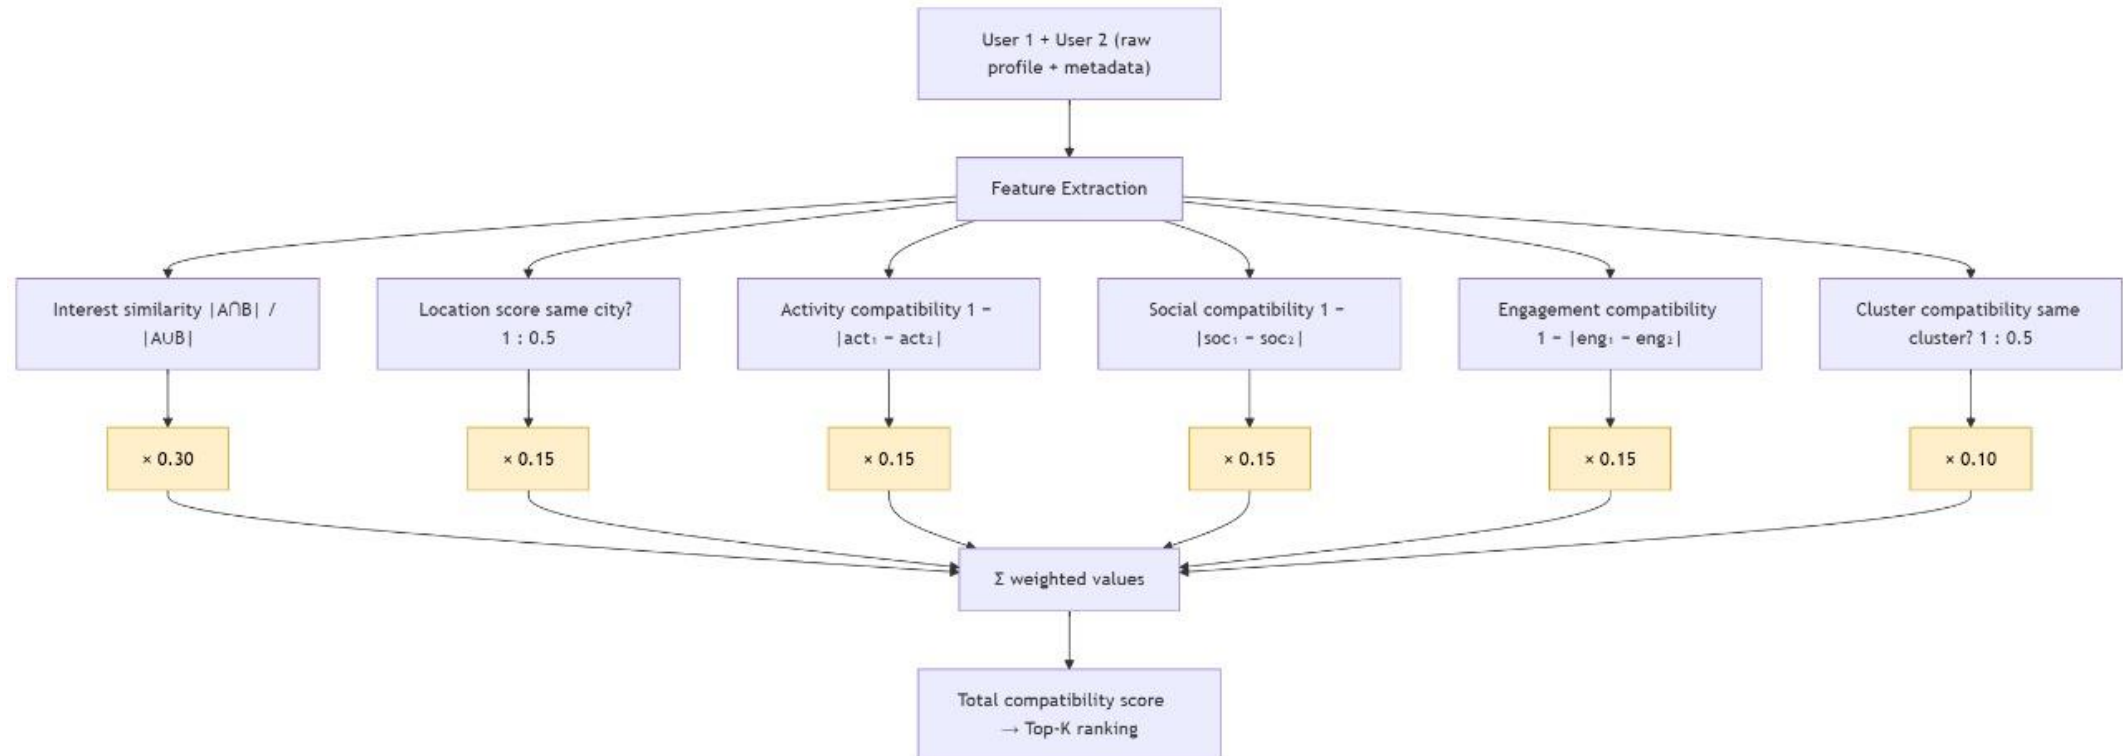 User 1 + User 2 (raw
profile + metadata)
Feature Extraction
Interest similarity |A∩B| /
|A∪B|
Location score same city?
1 : 0.5
Activity compatibility 1 −
|act₁ − act₂|
Social compatibility 1 −
|soc₁ − soc₂|
Engagement compatibility
1 − |eng₁ − eng₂|
Cluster compatibility same
cluster? 1 : 0.5
× 0.30
× 0.15
× 0.15
× 0.15
× 0.15
× 0.10
Σ weighted values
Total compatibility score
→ Top-K ranking